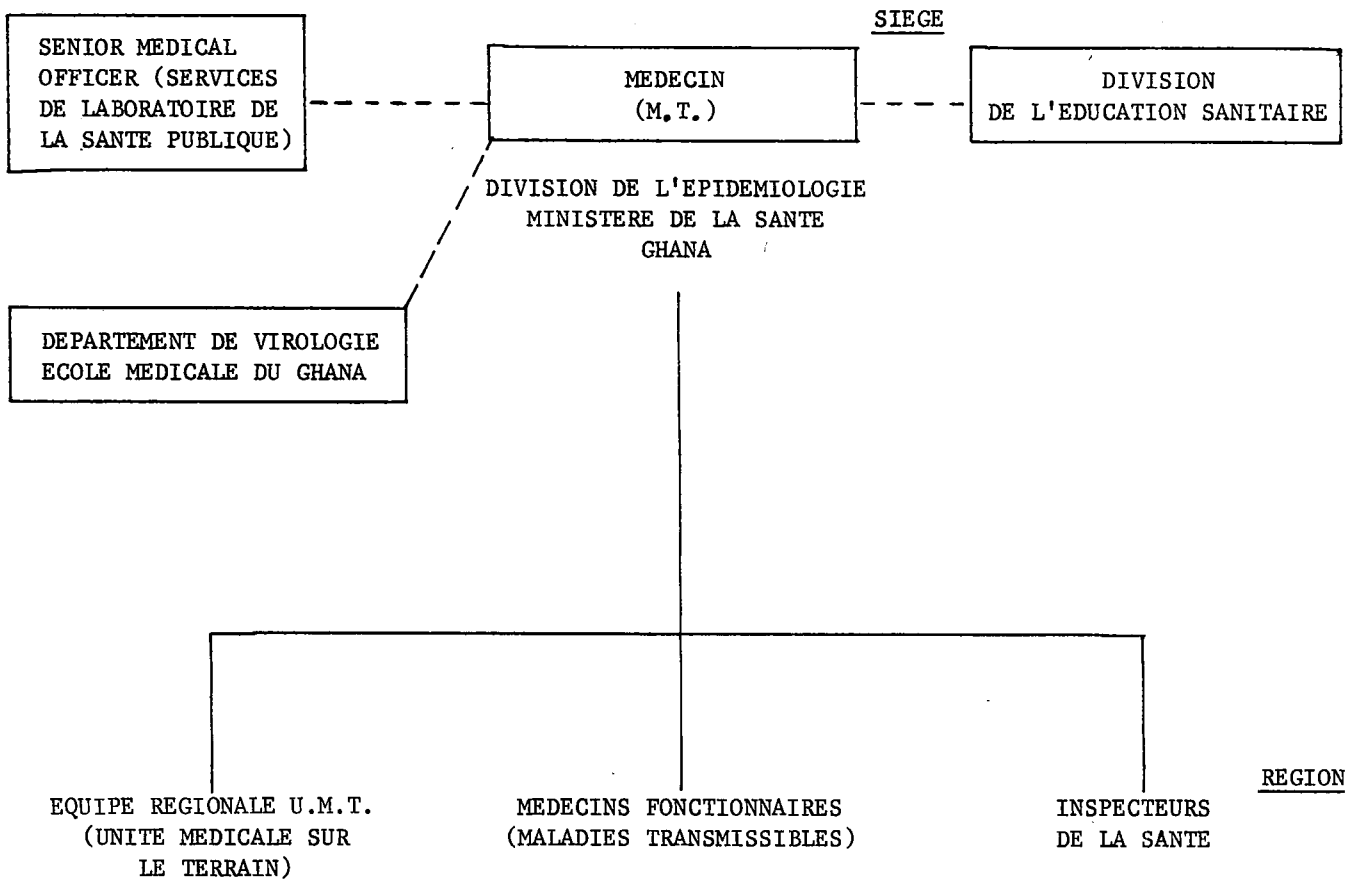 SIEGE
SENIOR MEDICAL
OFFICER (SERVICES
DE LABORATOIRE DE
LA SANTE PUBLIQUE)
MEDECIN
(M.T.)
DIVISION
DE L'EDUCATION SANITAIRE
DIVISION DE L'EPIDEMIOLOGIE
MINISTERE DE LA SANTE
GHANA
DEPARTEMENT DE VIROLOGIE
ECOLE MEDICALE DU GHANA
REGION
EQUIPE REGIONALE U.M.T.
(UNITE MEDICALE SUR
LE TERRAIN)
MEDECINS FONCTIONNAIRES
(MALADIES TRANSMISSIBLES)
INSPECTEURS
DE LA SANTE